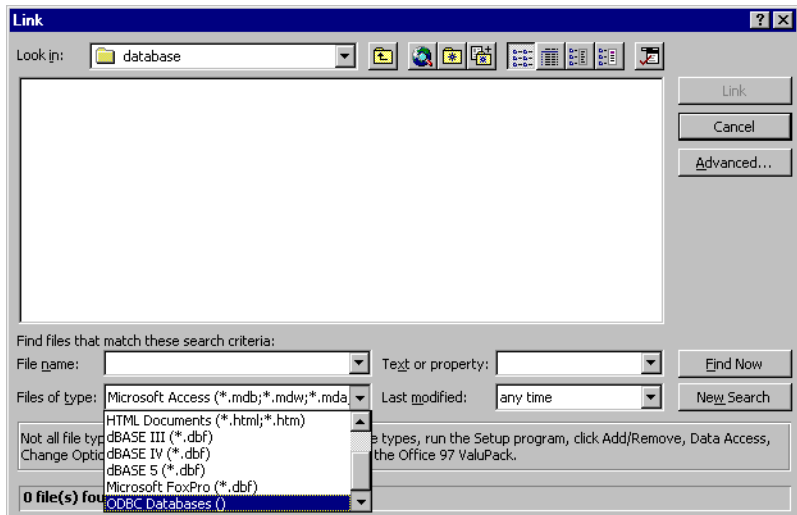 Link
Look in: database
Link
Cancel
Advanced...
Find files that match these search criteria:
File name: Text or property: Find Now
Files of type: Microsoft Access (*.mdb;*.mdw;*.mda Last modified: any time New Search
HTML Documents (*.html;*.htm)
dBASE III (*.dbf)
dBASE IV (*.dbf)
dBASE 5 (*.dbf)
Microsoft FoxPro (*.dbf)
ODBC Databases ()
Not all file typ e types, run the Setup program, click Add/Remove, Data Access,
Change Optio the Office 97 ValuPack.
0 file(s) fou